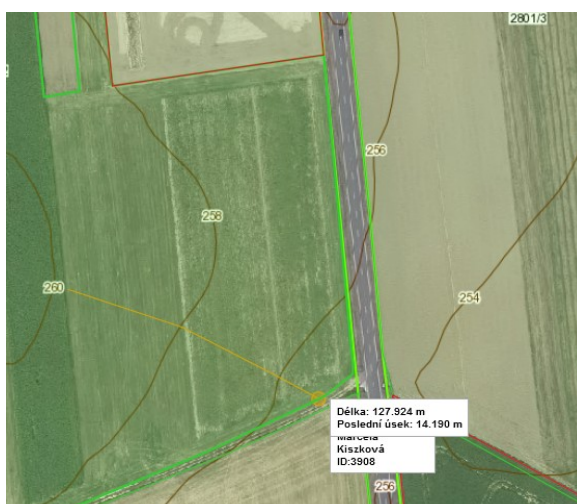 2801/3
256
258
260
254
Délka: 127.924 m
Poslední úsek: 14.190 m
Marcela
Kiszková
ID:3908
256